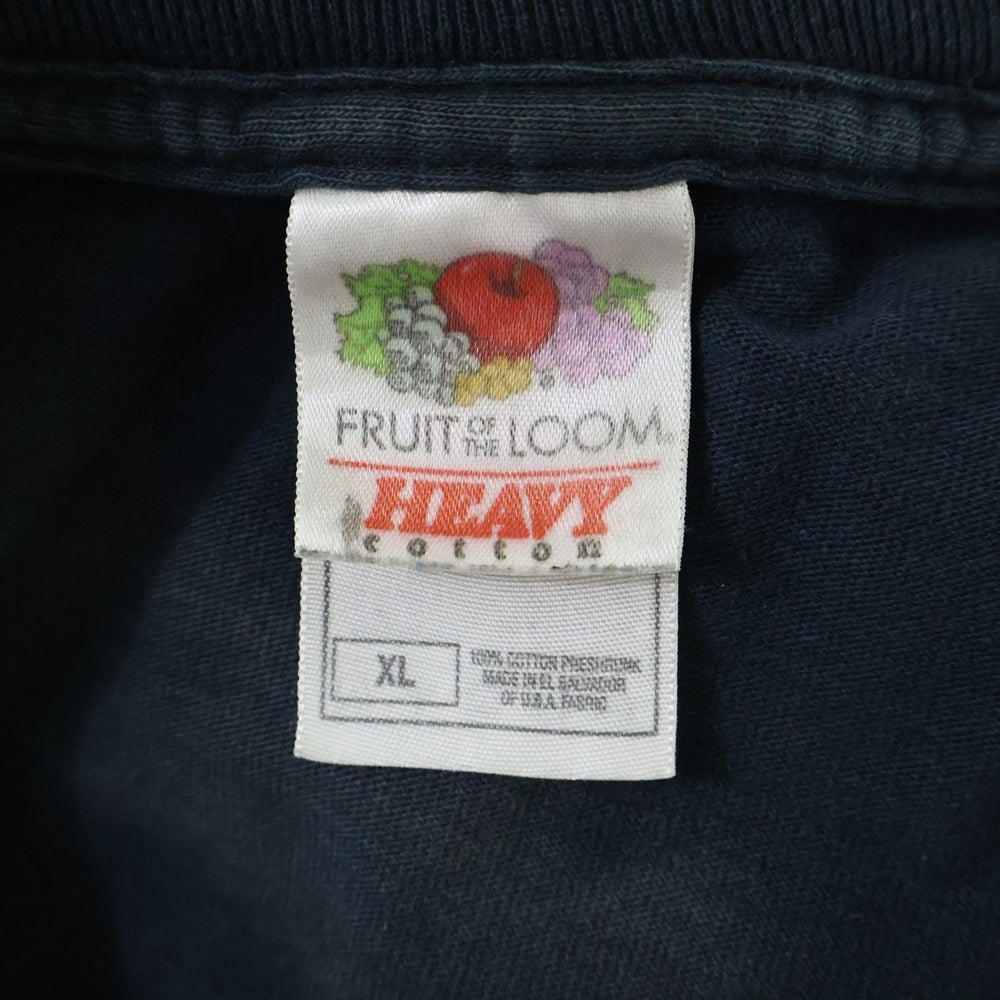 FRUIT OF THE LOOM
HEAVY
cotton
XL
100% COTTON PRESHRUNK
MADE IN EL SALVADOR
OF U.S.A. FABRIC